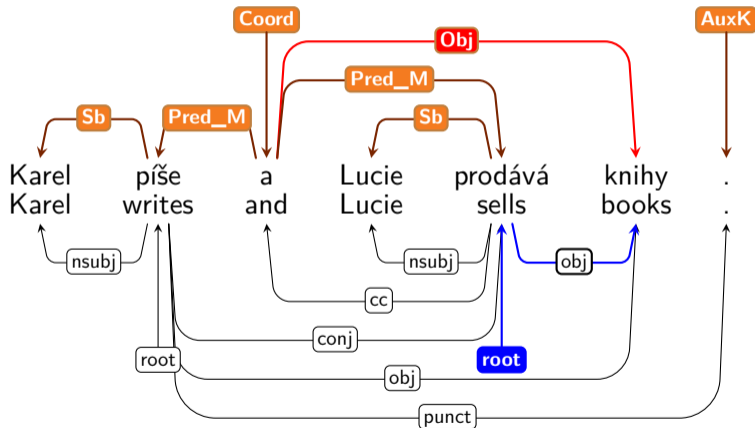 Coord AuxK
Obj
Pred_M
Sb Pred_M Sb
Karel píše a Lucie prodává knihy .
Karel writes and Lucie sells books .
nsubj nsubj obj
cc
conj
root root
obj
punct